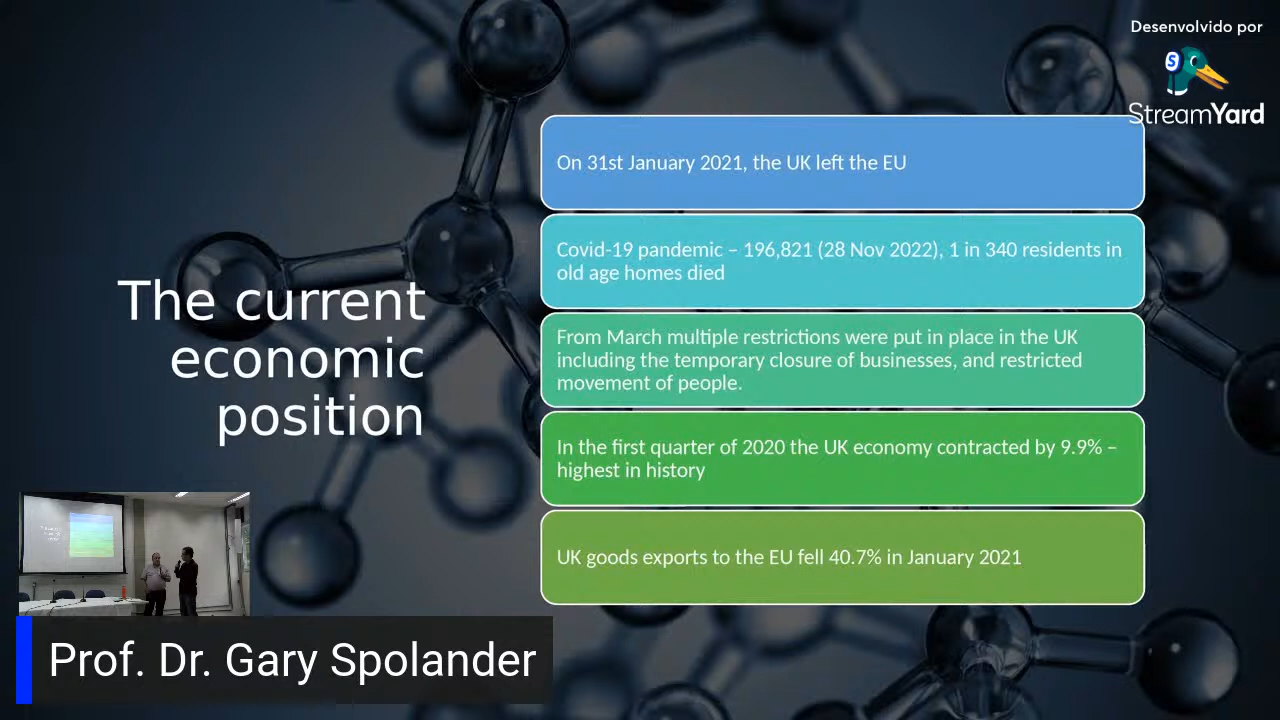 Desenvolvido por
StreamYard
The current
economic
position
On 31st January 2021, the UK left the EU
Covid-19 pandemic – 196,821 (28 Nov 2022), 1 in 340 residents in
old age homes died
From March multiple restrictions were put in place in the UK
including the temporary closure of businesses, and restricted
movement of people.
In the first quarter of 2020 the UK economy contracted by 9.9% –
highest in history
UK goods exports to the EU fell 40.7% in January 2021
Prof. Dr. Gary Spolander